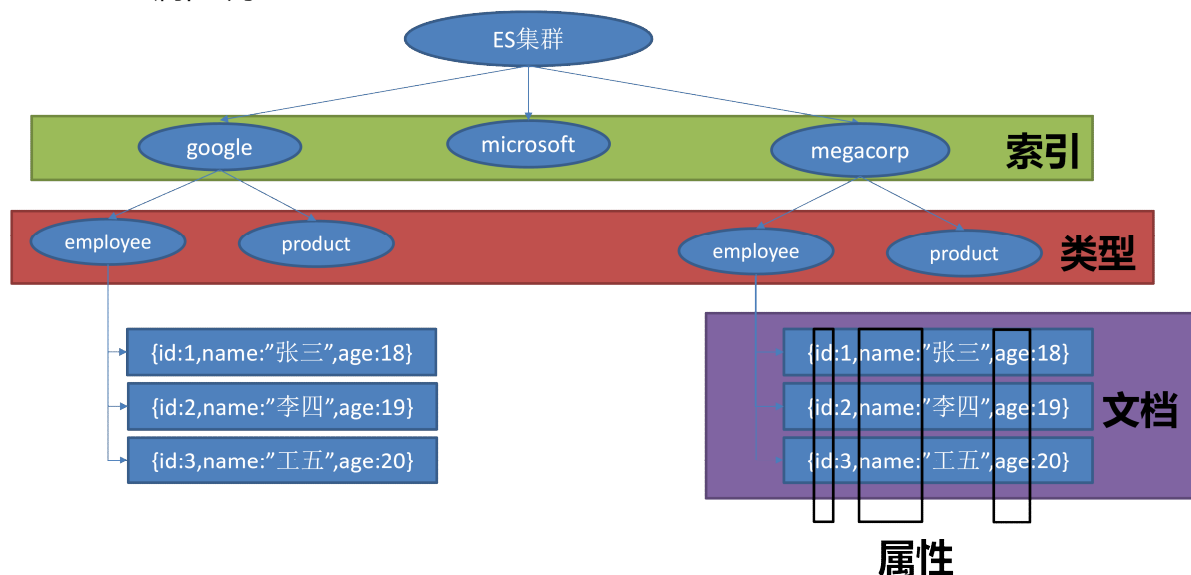 ES集群
google
microsoft
megacorp
索引
employee
product
employee
product
类型
{id:1,name:”张三”,age:18}
{id:2,name:”李四”,age:19}
{id:3,name:”工五”,age:20}
{id:1,name:”张三”,age:18}
{id:2,name:”李四”,age:19}
{id:3,name:”工五”,age:20}
文档
属性